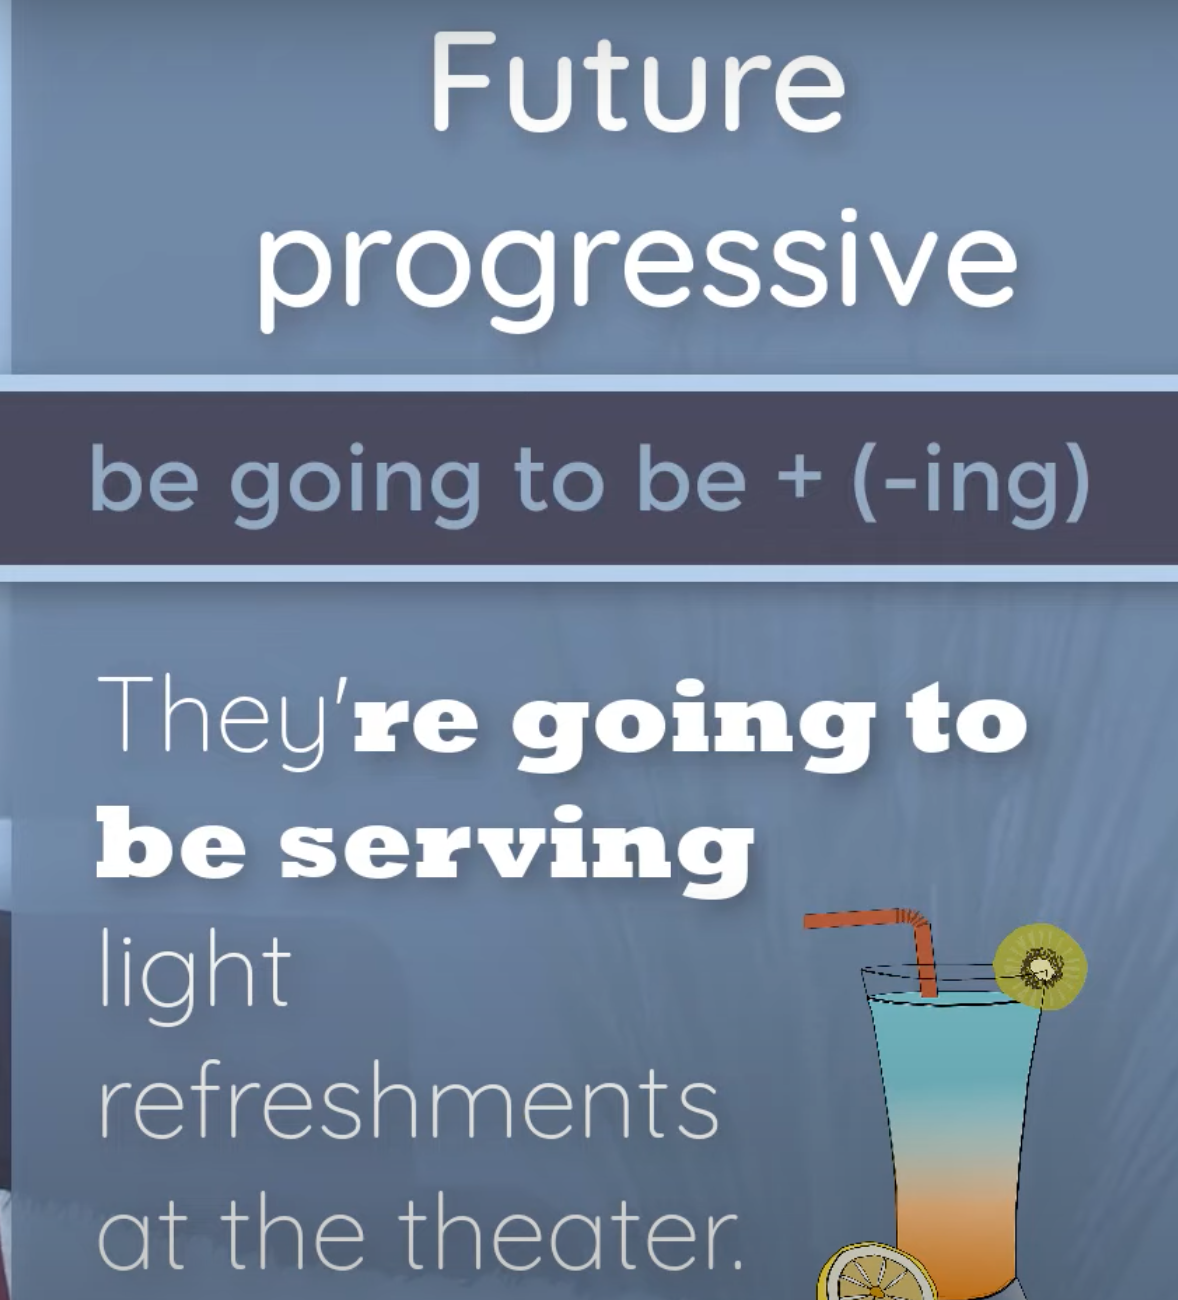 Future
progressive
be going to be + (-ing)
They're going to
be serving
light
refreshments
at the theater.